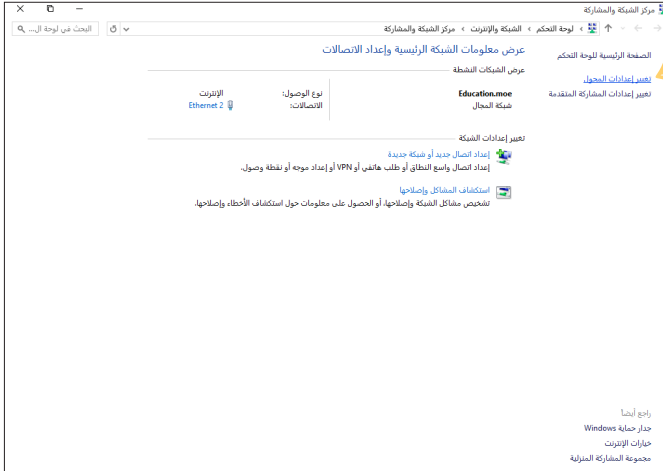 مركز الشبكة والمشاركة
لوحة التحكم › الشبكة والإنترنت › مركز الشبكة والمشاركة
البحث في لوحة ال...
الصفحة الرئيسية للوحة التحكم
تغيير إعدادات المحول
تغيير إعدادات المشاركة المتقدمة
عرض معلومات الشبكة الرئيسية وإعداد الاتصالات
عرض الشبكات النشطة
Education.moe
شبكة المجال
نوع الوصول: الإنترنت
الاتصالات: Ethernet 2
تغيير إعدادات الشبكة
إعداد اتصال جديد أو شبكة جديدة
إعداد اتصال واسع النطاق أو طلب هاتفي أو VPN أو إعداد موجه أو نقطة وصول.
استكشاف المشاكل وإصلاحها
تشخيص مشاكل الشبكة وإصلاحها، أو الحصول على معلومات حول استكشاف الأخطاء وإصلاحها.
راجع أيضاً
جدار حماية Windows
خيارات الإنترنت
مجموعة المشاركة المنزلية